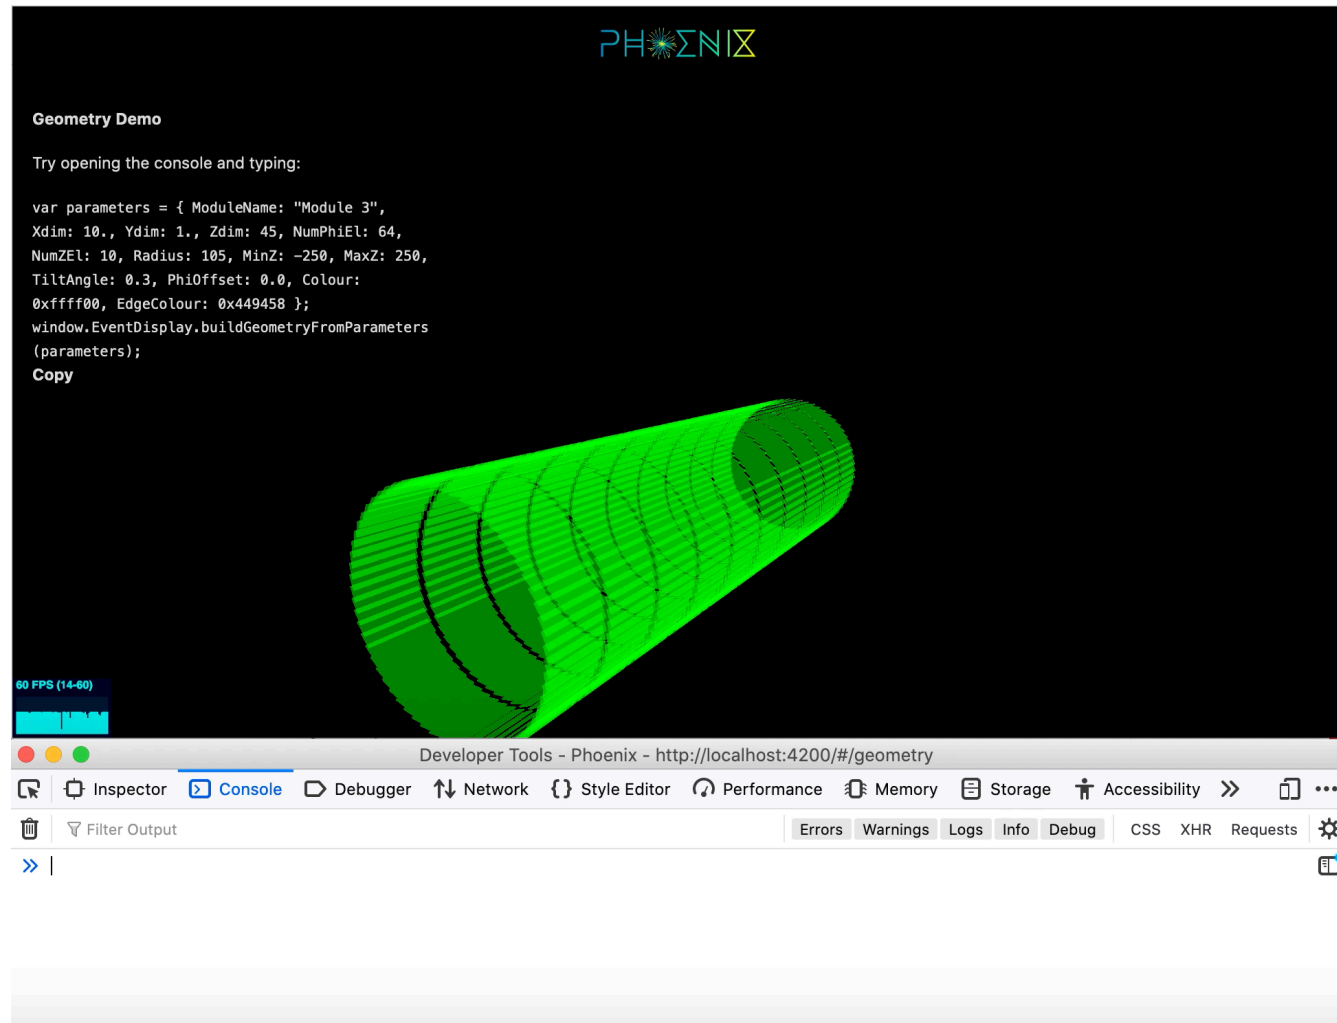 PHOENIX
Geometry Demo
Try opening the console and typing:
var parameters = { ModuleName: "Module 3",
Xdim: 10., Ydim: 1., Zdim: 45, NumPhiEl: 64,
NumZEl: 10, Radius: 105, MinZ: -250, MaxZ: 250,
TiltAngle: 0.3, PhiOffset: 0.0, Colour:
0xffff00, EdgeColour: 0x449458 };
window.EventDisplay.buildGeometryFromParameters
(parameters);
Copy
60 FPS (14-60)
Developer Tools - Phoenix - http://localhost:4200/#/geometry
Inspector Console Debugger Network {} Style Editor Performance Memory Storage Accessibility
Filter Output Errors Warnings Logs Info Debug CSS XHR Requests